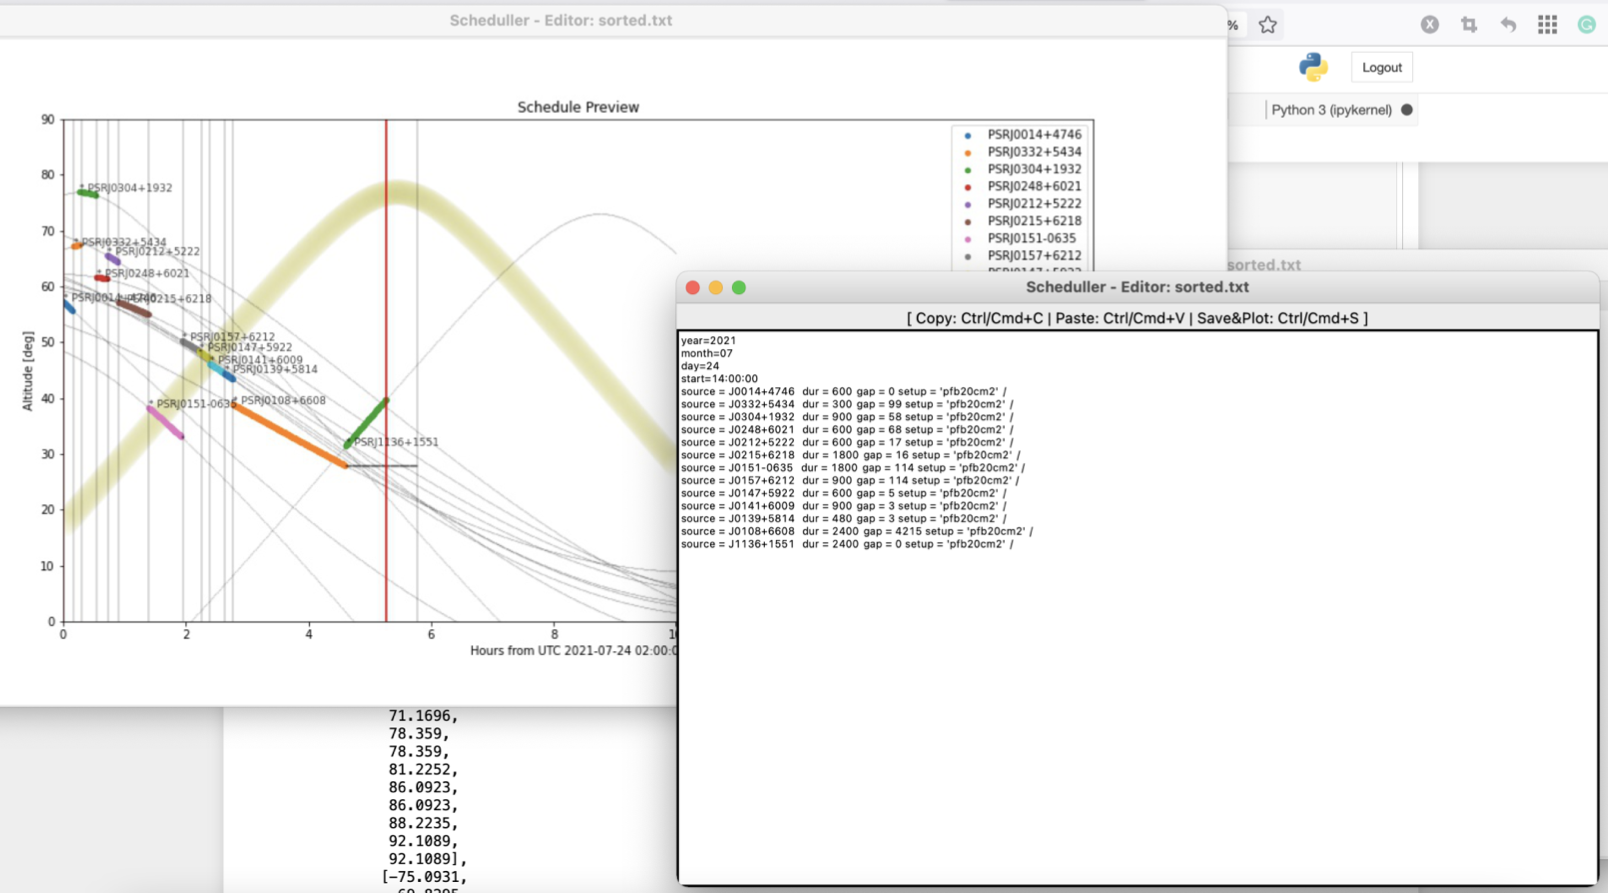 Scheduller - Editor: sorted.txt
%
Logout
Python 3 (ipykernel)
Schedule Preview
90
80
70
60
50
40
30
20
10
0
Altitude [deg]
PSRJ0304+1932
PSRJ0332+5434
PSRJ0212+5222
PSRJ0248+6021
PSRJ0215+6218
PSRJ0157+6212
PSRJ0147+5922
PSRJ0141+6009
PSRJ0139+5814
PSRJ0151-0635
PSRJ0108+6608
PSRJ1136+1551
0
2
4
6
8
Hours from UTC 2021-07-24 02:00:0
PSRJ0014+4746
PSRJ0332+5434
PSRJ0304+1932
PSRJ0248+6021
PSRJ0212+5222
PSRJ0215+6218
PSRJ0151-0635
PSRJ0157+6212
sorted.txt
Scheduller - Editor: sorted.txt
[ Copy: Ctrl/Cmd+C | Paste: Ctrl/Cmd+V | Save&Plot: Ctrl/Cmd+S ]
year=2021
month=07
day=24
start=14:00:00
source = J0014+4746 dur = 600 gap = 0 setup = 'pfb20cm2' /
source = J0332+5434 dur = 300 gap = 99 setup = 'pfb20cm2' /
source = J0304+1932 dur = 900 gap = 58 setup = 'pfb20cm2' /
source = J0248+6021 dur = 600 gap = 68 setup = 'pfb20cm2' /
source = J0212+5222 dur = 600 gap = 17 setup = 'pfb20cm2' /
source = J0215+6218 dur = 1800 gap = 16 setup = 'pfb20cm2' /
source = J0151-0635 dur = 1800 gap = 114 setup = 'pfb20cm2' /
source = J0157+6212 dur = 900 gap = 114 setup = 'pfb20cm2' /
source = J0147+5922 dur = 600 gap = 5 setup = 'pfb20cm2' /
source = J0141+6009 dur = 900 gap = 3 setup = 'pfb20cm2' /
source = J0139+5814 dur = 480 gap = 3 setup = 'pfb20cm2' /
source = J0108+6608 dur = 2400 gap = 4215 setup = 'pfb20cm2' /
source = J1136+1551 dur = 2400 gap = 0 setup = 'pfb20cm2' /
71.1696,
78.359,
78.359,
81.2252,
86.0923,
86.0923,
88.2235,
92.1089,
92.1089],
[-75.0931,